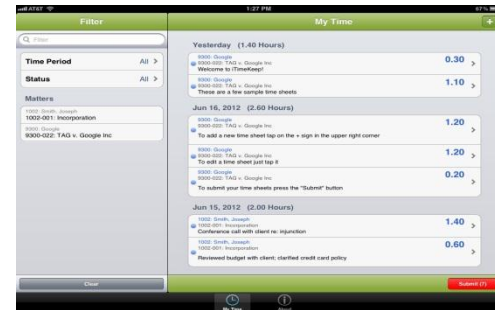 AT&T
1:27 PM
87%
Filter
My Time
+
Filter
Time Period All >
Status All >
Matters
1002: Smith, Joseph
1002-001: Incorporation
9300: Google
9300-022: TAG v. Google Inc
Clear
Yesterday (1.40 Hours)
9300: Google
9300-022: TAG v. Google Inc
Welcome to iTimeKeep!
0.30 >
9300: Google
9300-022: TAG v. Google Inc
These are a few sample time sheets
1.10 >
Jun 16, 2012 (2.60 Hours)
9300: Google
9300-022: TAG v. Google Inc
To add a new time sheet tap on the + sign in the upper right corner
1.20 >
9300: Google
9300-022: TAG v. Google Inc
To edit a time sheet just tap it
1.20 >
9300: Google
9300-022: TAG v. Google Inc
To submit your time sheets press the "Submit" button
0.20 >
Jun 15, 2012 (2.00 Hours)
1002: Smith, Joseph
1002-001: Incorporation
Conference call with client re: injunction
1.40 >
1002: Smith, Joseph
1002-001: Incorporation
Reviewed budget with client; clarified credit card policy
0.60 >
Submit (7)
My Time
About